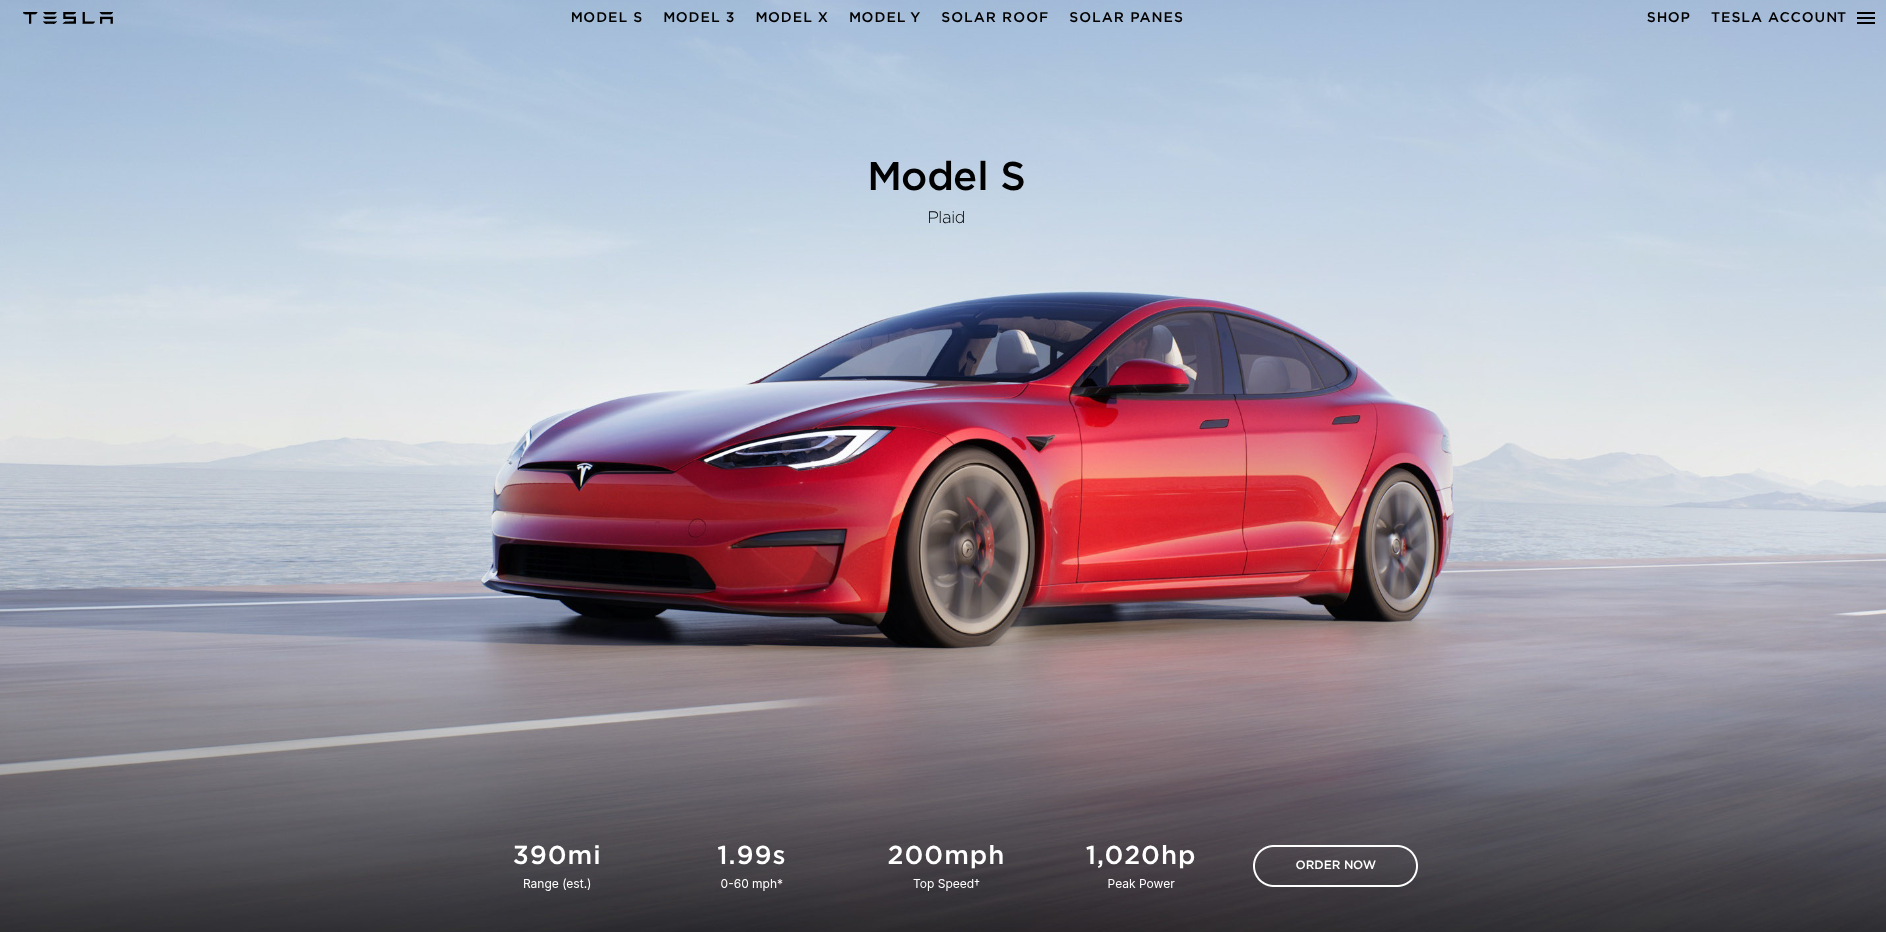 TESLA
MODEL S MODEL 3 MODEL X MODEL Y SOLAR ROOF SOLAR PANES
SHOP TESLA ACCOUNT
Model S
Plaid
390mi
Range (est.)
1.99s
0-60 mph*
200mph
Top Speed†
1,020hp
Peak Power
ORDER NOW